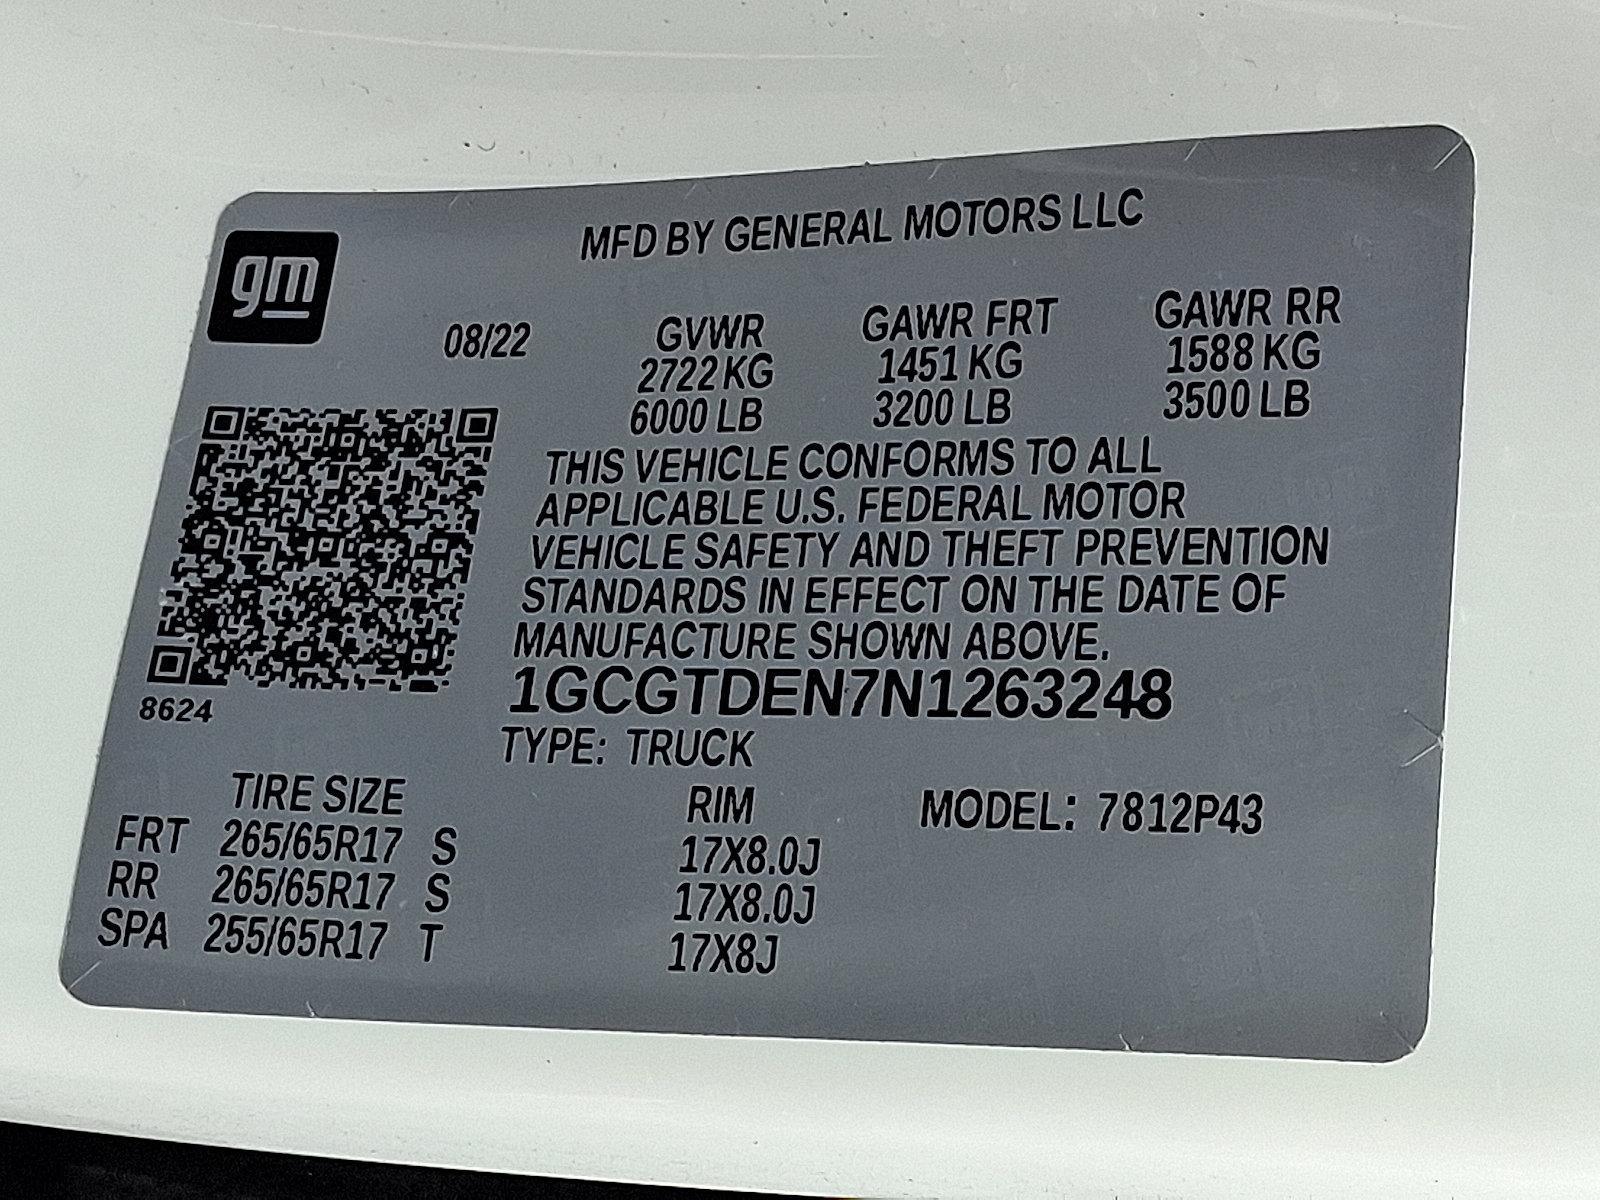 MFD BY GENERAL MOTORS LLC
gm
08/22 GVWR GAWR FRT GAWR RR
2722 KG 1451 KG 1588 KG
6000 LB 3200 LB 3500 LB
THIS VEHICLE CONFORMS TO ALL
APPLICABLE U.S. FEDERAL MOTOR
VEHICLE SAFETY AND THEFT PREVENTION
STANDARDS IN EFFECT ON THE DATE OF
MANUFACTURE SHOWN ABOVE.
1GCGTDEN7N1263248
8624
TYPE: TRUCK
TIRE SIZE RIM MODEL: 7812P43
FRT 265/65R17 S 17X8.0J
RR 265/65R17 S 17X8.0J
SPA 255/65R17 T 17X8J